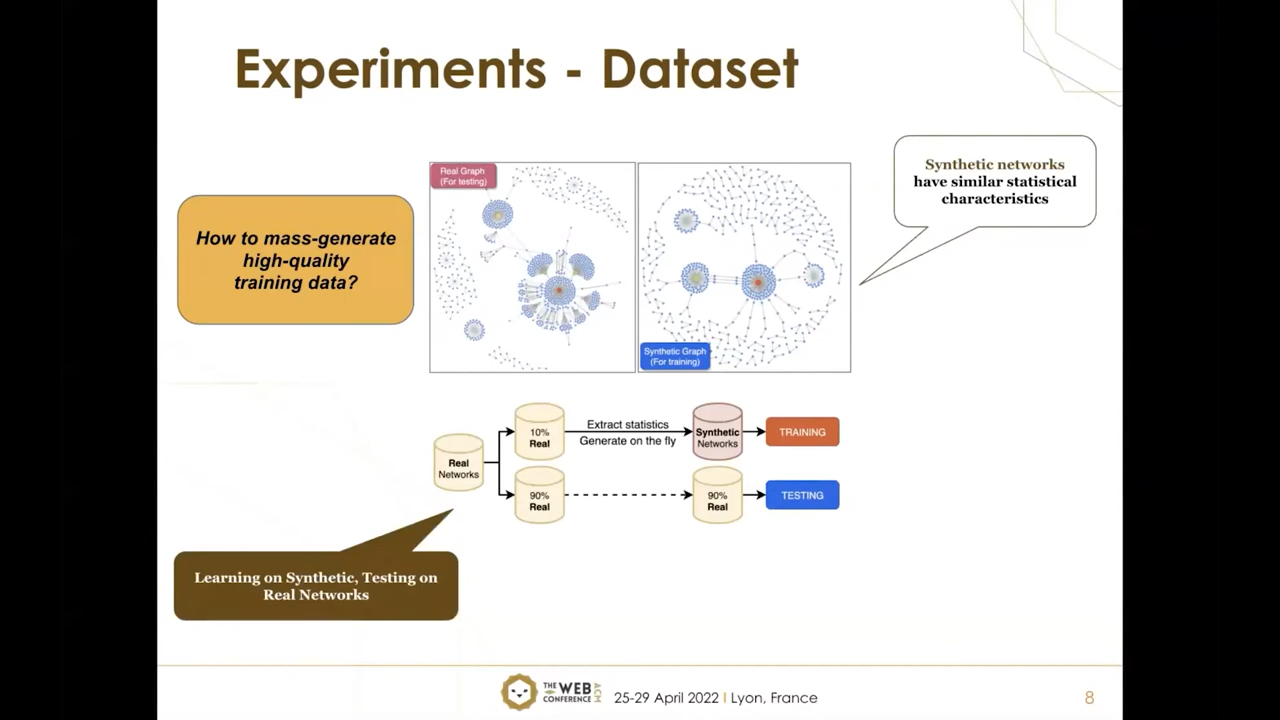 Experiments - Dataset
Real Graph
(For testing)
Synthetic networks
have similar statistical
characteristics
How to mass-generate
high-quality
training data?
Synthetic Graph
(For training)
10%
Real
Extract statistics
Generate on the fly
Synthetic
Networks
TRAINING
Real
Networks
90%
Real
90%
Real
TESTING
Learning on Synthetic, Testing on
Real Networks
THE WEB
CONFERENCE
ACM
25-29 April 2022 I Lyon, France
8